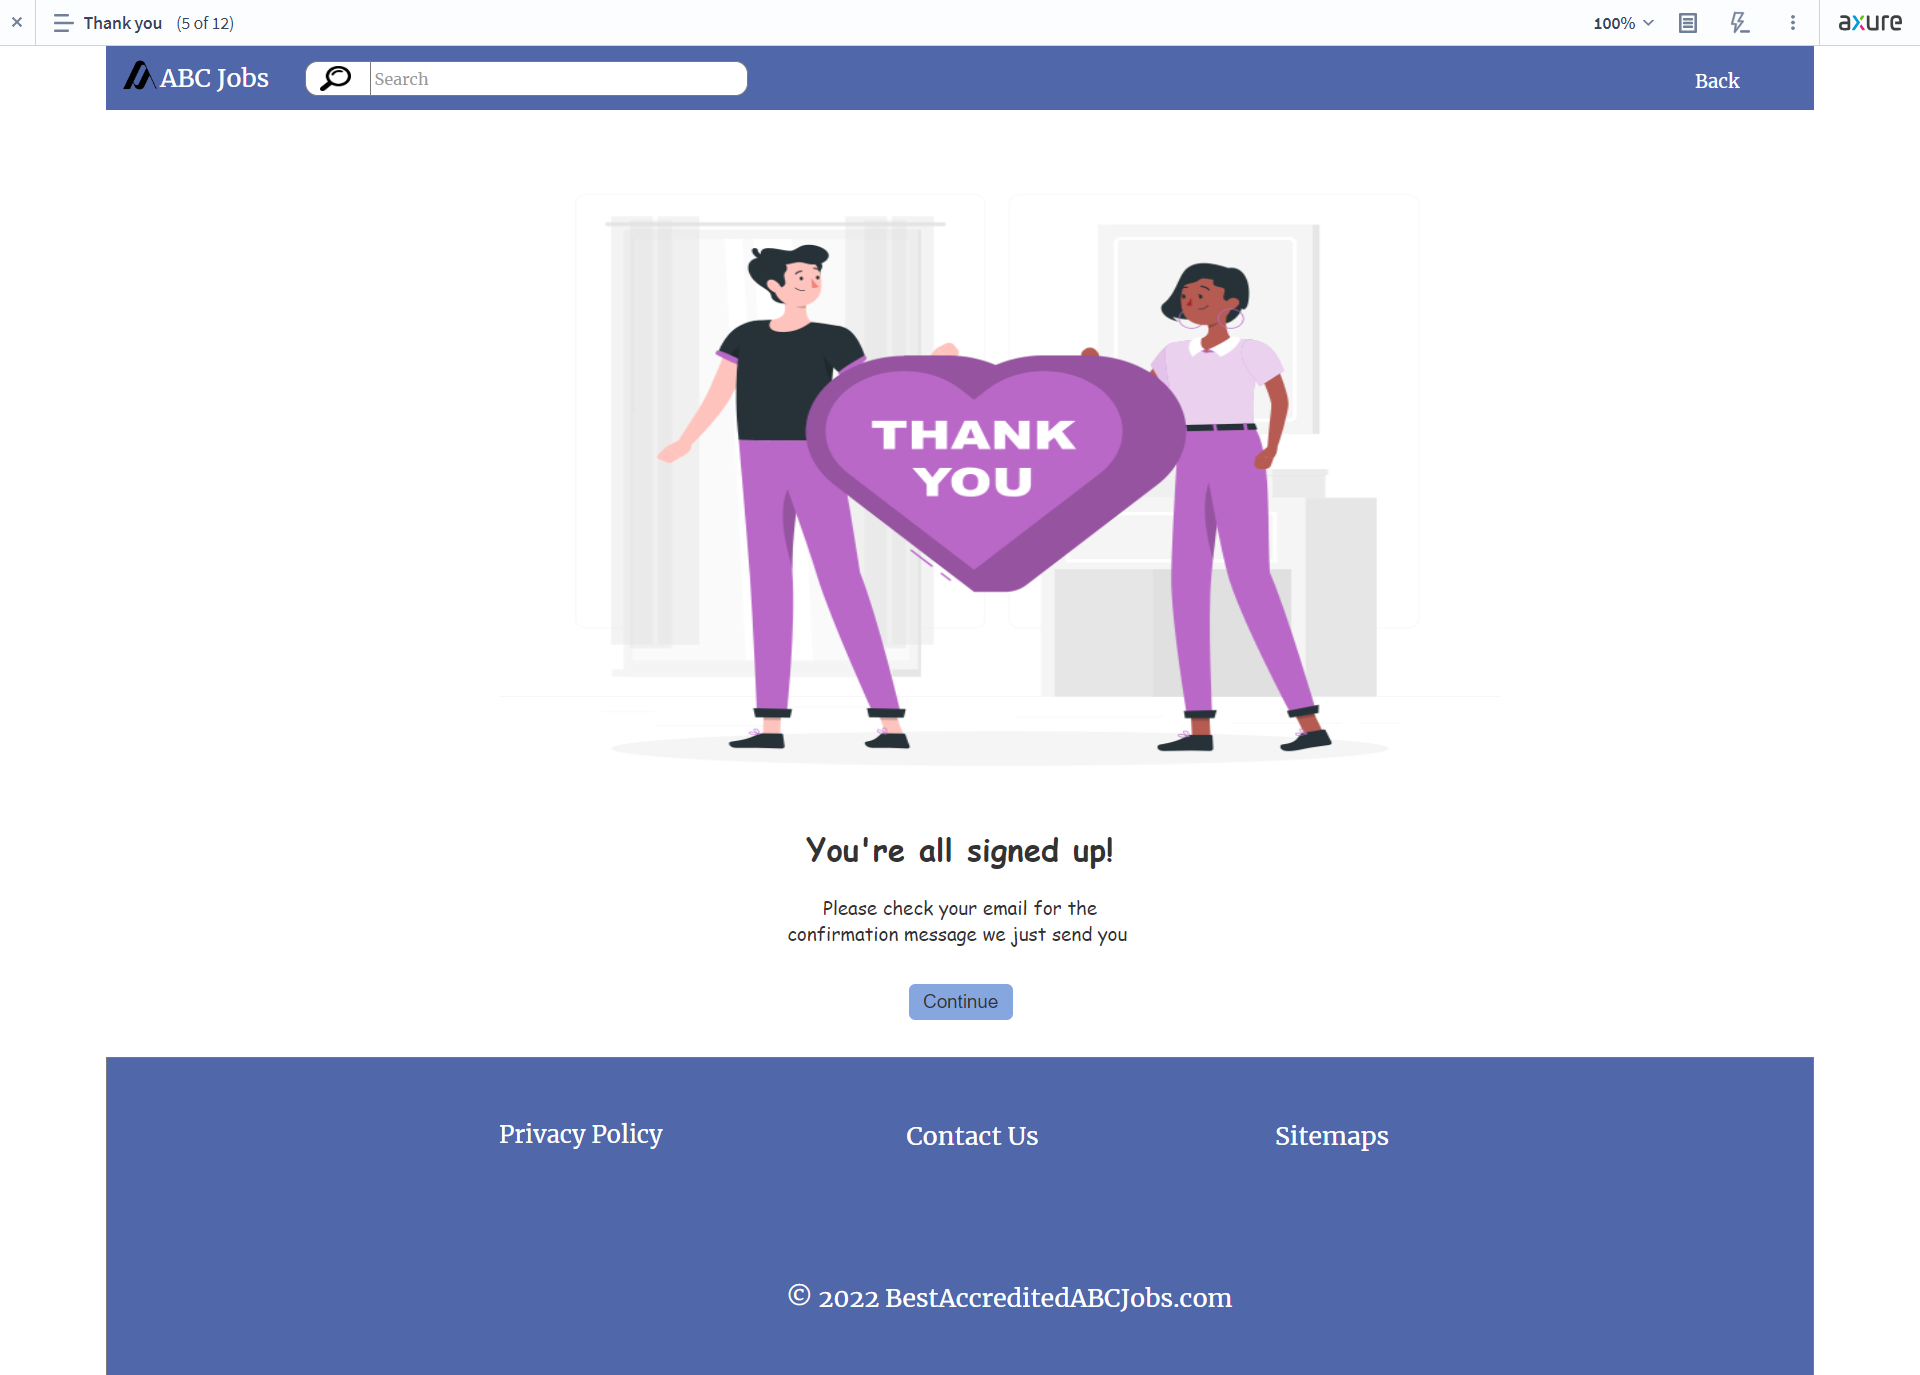 Thank you (5 of 12)
100%
axure
ABC Jobs
Search
Back
THANK
YOU
You're all signed up!
Please check your email for the
confirmation message we just send you
Continue
Privacy Policy
Contact Us
Sitemaps
© 2022 BestAccreditedABCJobs.com